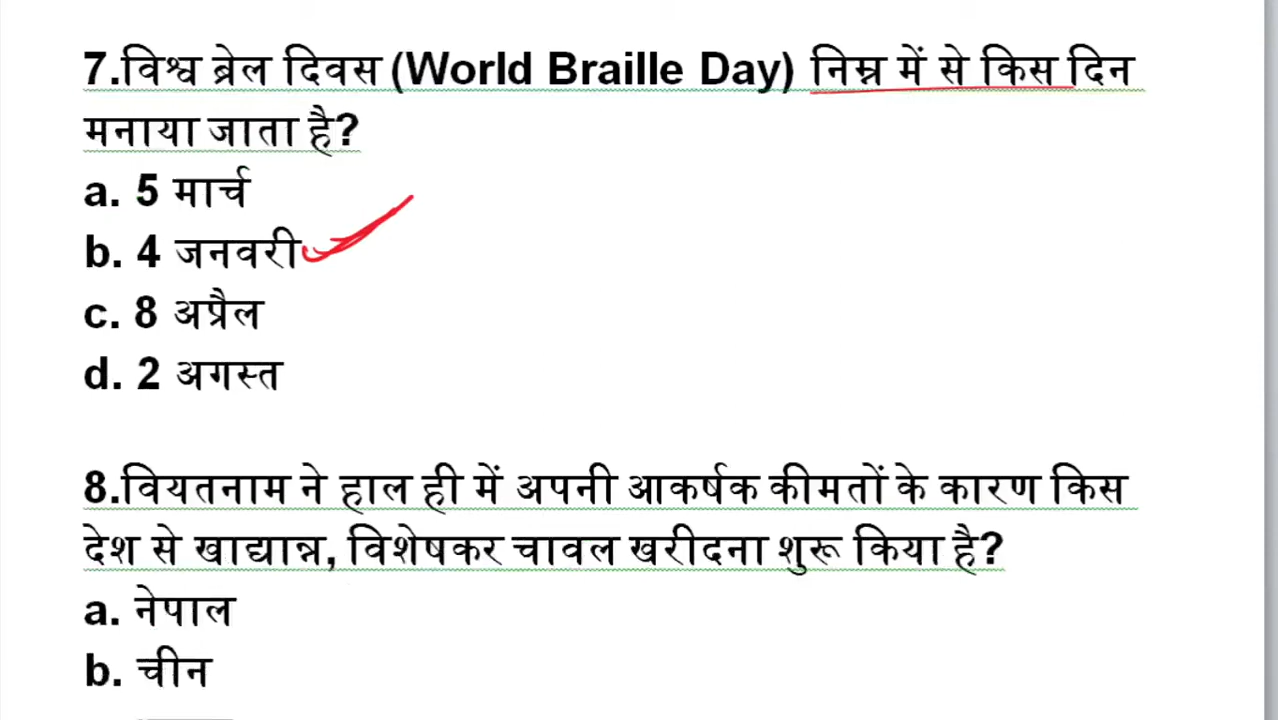 7.विश्व ब्रेल दिवस (World Braille Day) निम्न में से किस दिन
मनाया जाता है?
a. 5 मार्च
b. 4 जनवरी
c. 8 अप्रैल
d. 2 अगस्त
8.वियतनाम ने हाल ही में अपनी आकर्षक कीमतों के कारण किस
देश से खाद्यान्न, विशेषकर चावल खरीदना शुरू किया है?
a. नेपाल
b. चीन